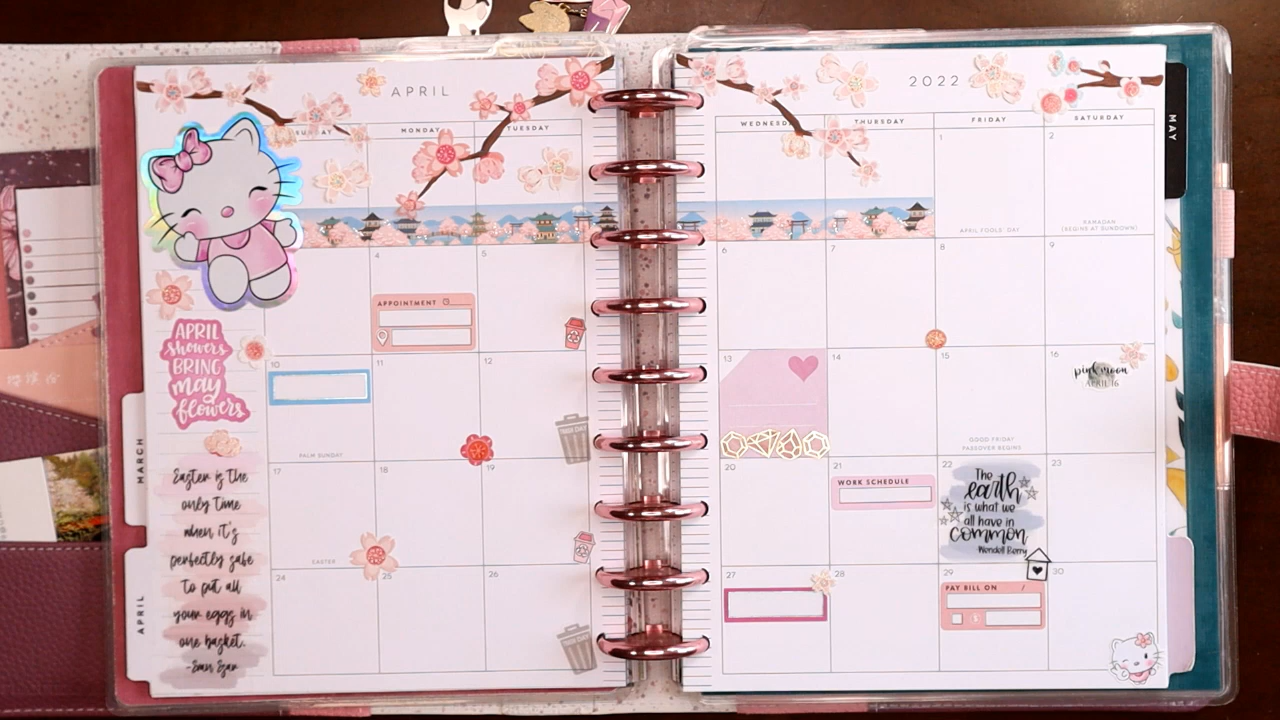 APRIL
2022
SUNDAY
MONDAY
TUESDAY
WEDNESD
THURSDAY
FRIDAY
SATURDAY
1
2
APRIL FOOLS' DAY
RAMADAN
(BEGINS AT SUNDOWN)
4
5
6
7
8
9
APPOINTMENT
10
11
12
13
14
15
16
pink moon
APRIL 16
PALM SUNDAY
TRASH DAY
GOOD FRIDAY
PASSOVER BEGINS
17
18
19
20
21
22
23
WORK SCHEDULE
The
earth
is what we
all have in
common
Wendell Berry
EASTER
24
25
26
27
28
29
30
PAY BILL ON /
$
TRASH DAY
APRIL
showers
BRING
may
flowers
Easter is the
only time
when it's
perfectly safe
to put all
your eggs in
one basket.
-Evan Esar
MARCH
APRIL
MAY